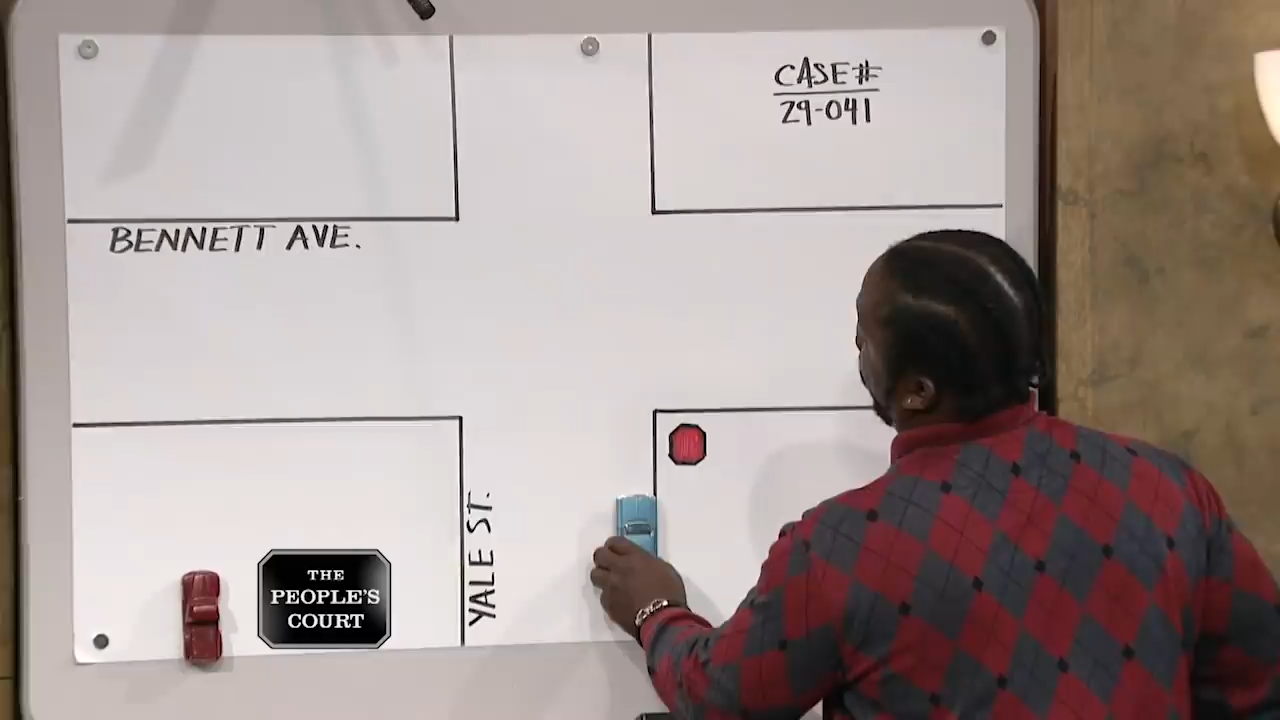 CASE#
29-041
BENNETT AVE.
YALE ST.
THE
PEOPLE'S
COURT